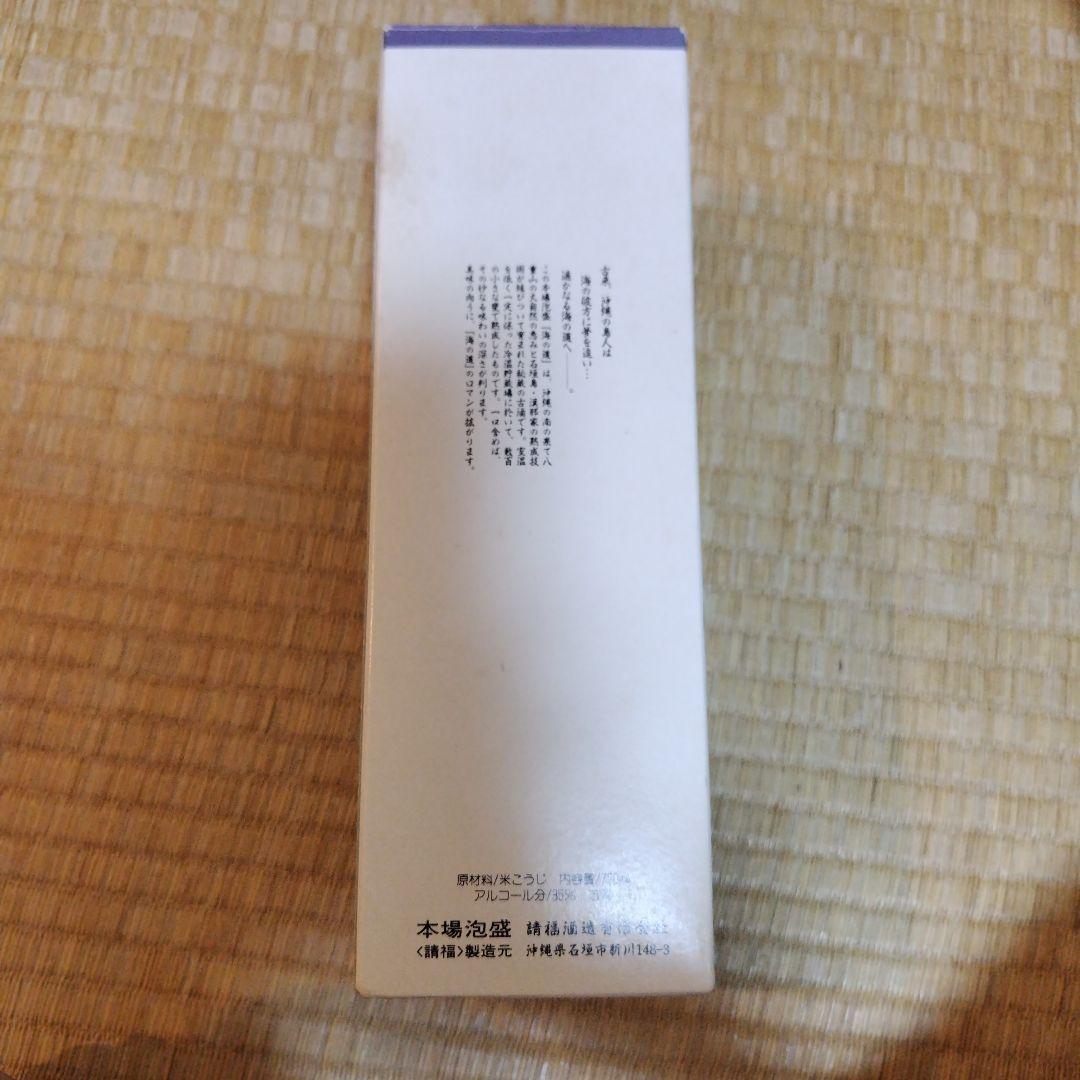 古来、沖縄の島人は
海の彼方に夢を追い…
遙かなる海の道へ———。
この本場泡盛『海の道』は、沖縄の南の果て八
重山の大自然の恵みと石垣島・漢那家の熟成技
術が結びついて育まれた秘蔵の古酒です。室温
を低く一定に保った冷温貯蔵場に於いて、数百
の小さな甕で熟成したものです。一口含めば、
その妙なる味わいの深さが判ります。
美味の向うに、『海の道』のロマンが拡がります。
原材料/米こうじ 内容量/720ml
アルコール分/35%
本場泡盛 請福酒造有限会社
〈請福〉製造元 沖縄県石垣市新川148-3